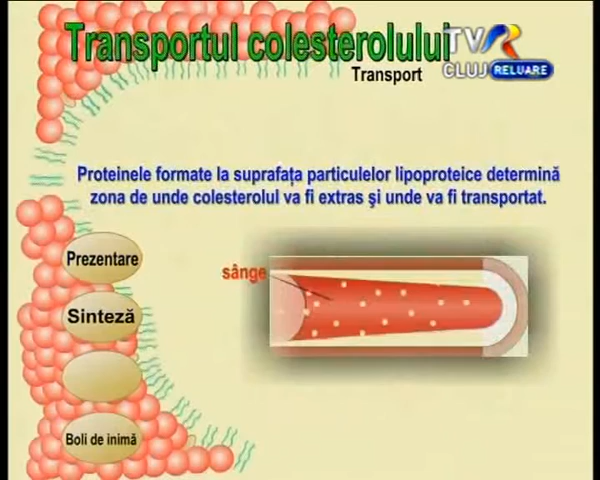 Transportul colesterolului
TVR
CLUJ RELUARE
Transport
Proteinele formate la suprafața particulelor lipoproteice determină
zona de unde colesterolul va fi extras şi unde va fi transportat.
Prezentare
sânge
Sinteză
Boli de inimă